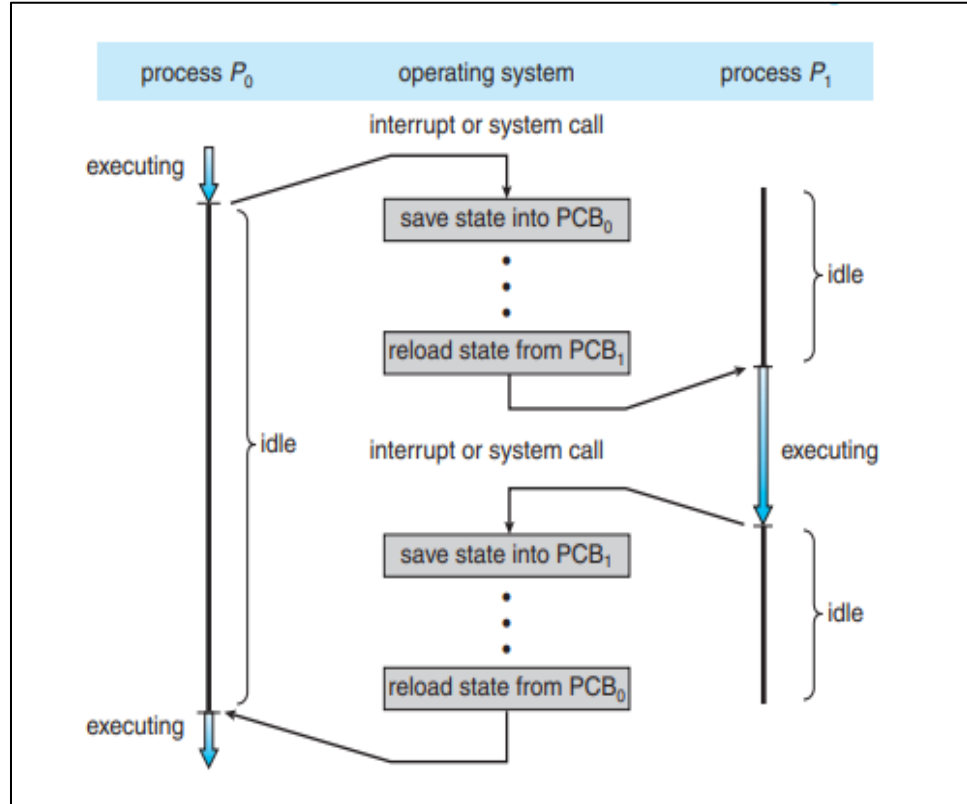 process P₀ operating system process P₁
interrupt or system call
executing
save state into PCB₀
idle
reload state from PCB₁
idle
interrupt or system call
executing
save state into PCB₁
idle
reload state from PCB₀
executing